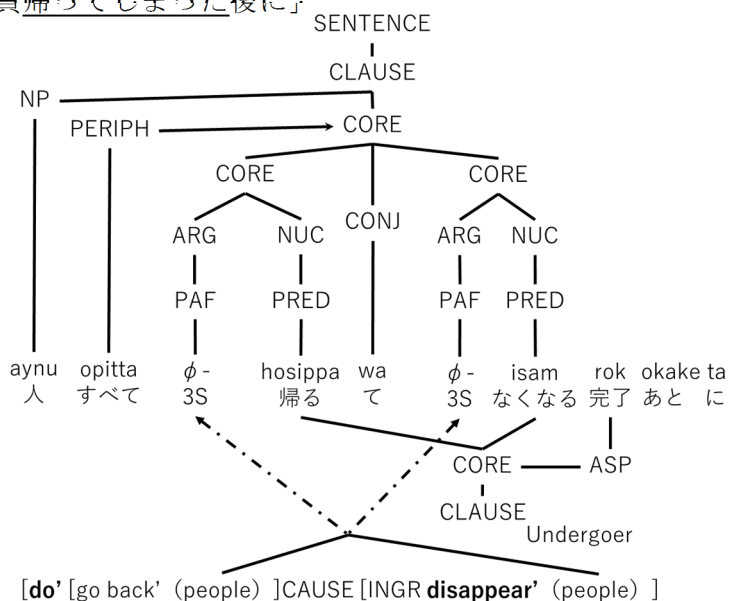 帰ってしまった後に」
SENTENCE
CLAUSE
NP
PERIPH
CORE
CORE
CORE
CONJ
ARG NUC ARG NUC
PAF PRED PAF PRED
aynu opitta φ- hosippa wa φ- isam rok okake ta
人 すべて 3S 帰る て 3S なくなる 完了 あと に
CORE ASP
CLAUSE
Undergoer
[do’ [go back’（people）]CAUSE [INGR disappear’（people）]